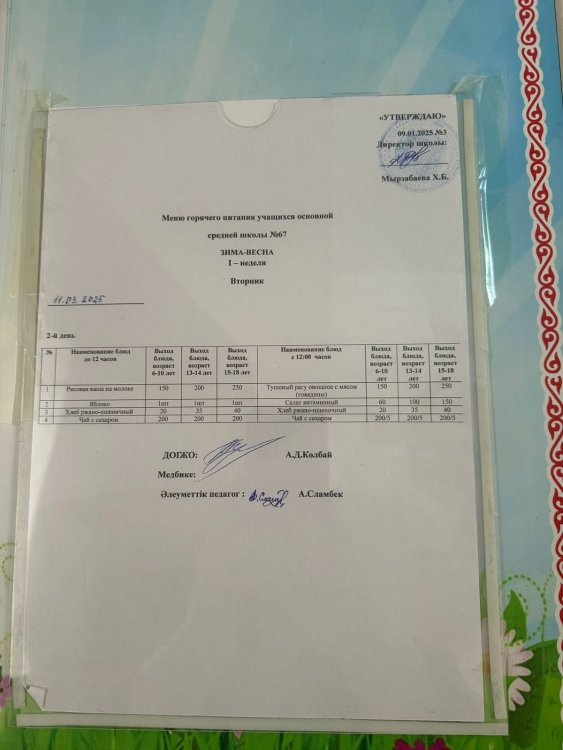 «УТВЕРЖДАЮ»
09.01.2025 №3
Директор школы:
Мырзабаева Х.Б.
Меню горячего питания учащихся основной
средней школы №67
ЗИМА-ВЕСНА
I – неделя
Вторник
11.03.2025
2-й день
№ Наименование блюд до 12 часов Выход блюда, возраст 6-10 лет Выход блюда, возраст 13-14 лет Выход блюда, возраст 15-18 лет Наименование блюд с 12:00 часов Выход блюда, возраст 6-10 лет Выход блюда, возраст 13-14 лет Выход блюда, возраст 15-18 лет
1 Рисовая каша на молоке 150 200 250 Тушоный рагу овощное с мясом (говядины) 150 200 250
2 Яблоко 1шт 1шт 1шт Салат витаминный 60 100 150
3 Хлеб ржано-пшеничный 20 35 40 Хлеб ржано-пшеничный 20 35 40
4 Чай с сахаром 200 200 200 Чай с сахаром 200/5 200/5 200/5
ДОГЖО: А.Д.Колбай
Медбике:
Әлеуметтік педагог : А.Сламбек